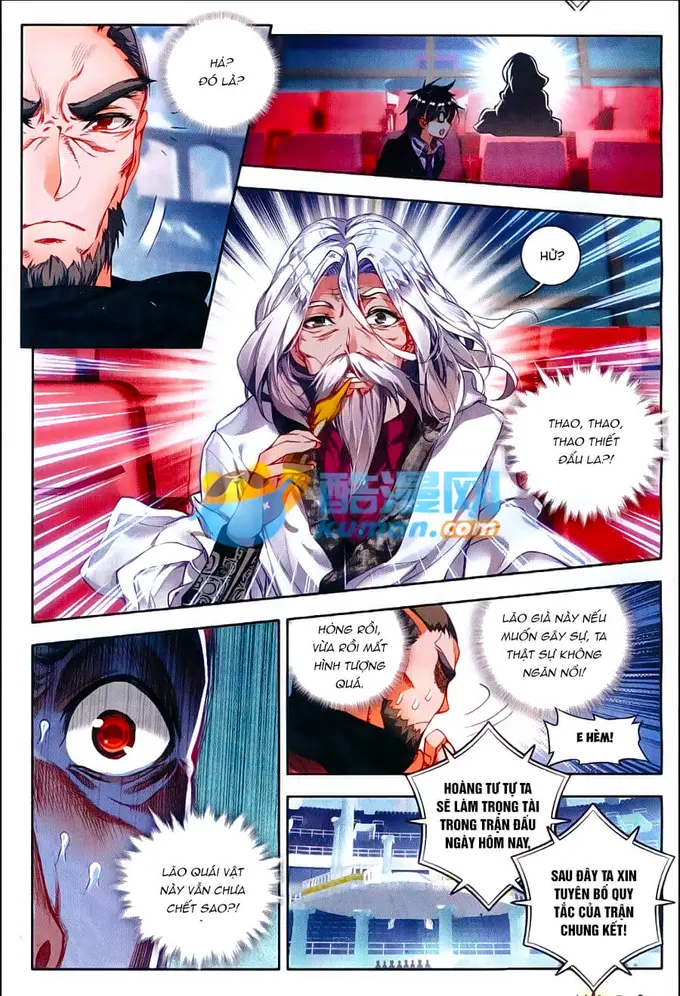 HẢ?
ĐÓ LÀ?
HỬ?
THAO, THAO,
THAO THIẾT
ĐẤU LA?!
酷漫网
kuman.com
HỎNG RỒI,
VỪA RỒI MẤT
HÌNH TƯỢNG
QUÁ.
LÃO GIÀ NÀY NẾU
MUỐN GÂY SỰ, TA
THẬT SỰ KHÔNG
NGĂN NỔI!
E HÈM!
LÃO QUÁI VẬT
NÀY VẪN CHƯA
CHẾT SAO?!
HOÀNG TƯ TỰ TA
SẼ LÀM TRỌNG TÀI
TRONG TRẬN ĐẤU
NGÀY HÔM NAY,
SAU ĐÂY TA XIN
TUYÊN BỐ QUY
TẮC CỦA TRẬN
CHUNG KẾT!